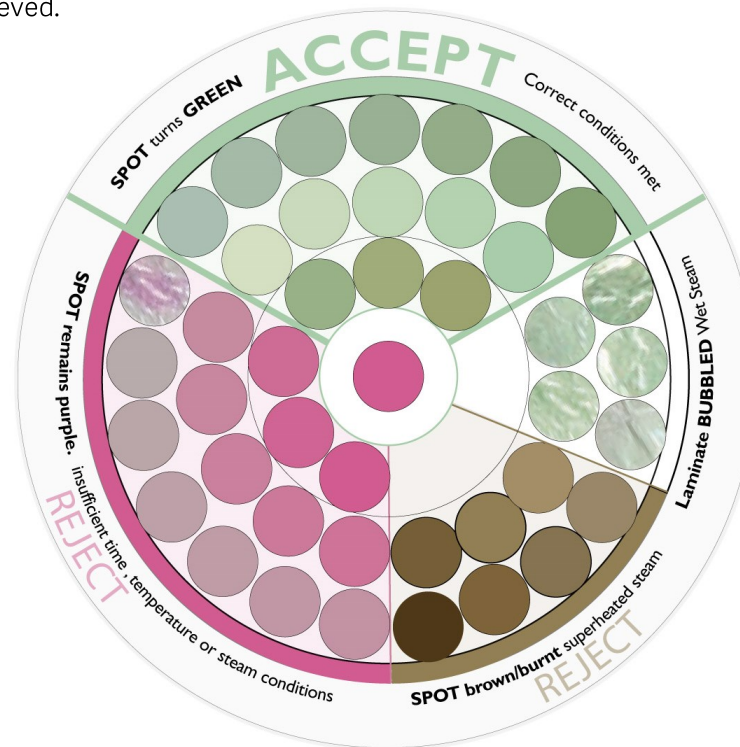 eved.
ACCEPT
SPOT turns GREEN
Correct conditions met
SPOT remains purple. insufficient time , temperature or steam conditions
REJECT
Laminate BUBBLED Wet Steam
SPOT brown/burnt superheated steam
REJECT